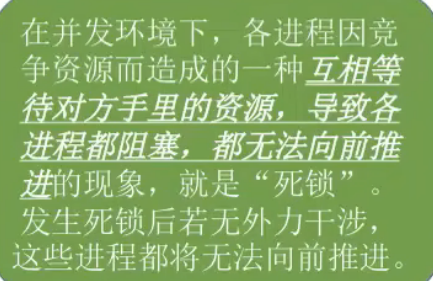 在并发环境下，各进程因竞
争资源而造成的一种互相等
待对方手里的资源，导致各
进程都阻塞，都无法向前推
进的现象，就是“死锁”。
发生死锁后若无外力干涉，
这些进程都将无法向前推进。